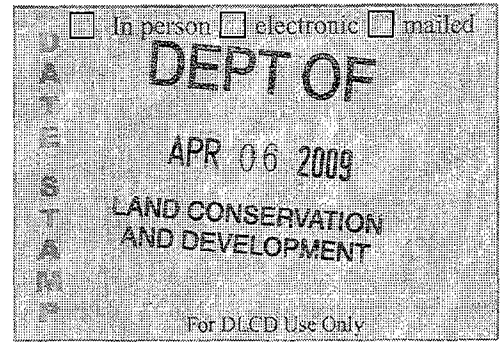 ☐ In person ☐ electronic ☐ mailed
DATE STAMP
DEPT OF
APR 06 2009
LAND CONSERVATION
AND DEVELOPMENT
For DLCD Use Only